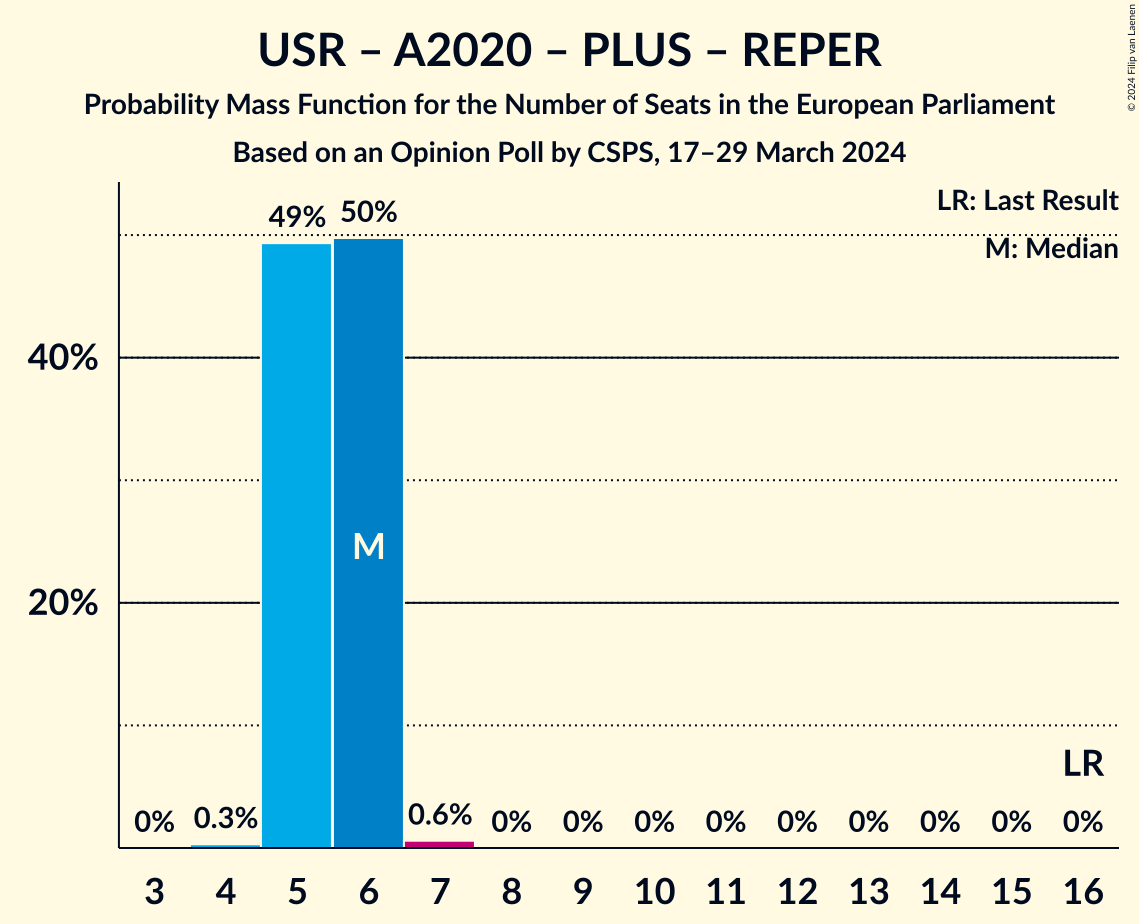 USR – A2020 – PLUS – REPER
Probability Mass Function for the Number of Seats in the European Parliament
Based on an Opinion Poll by CSPS, 17–29 March 2024
© 2024 Filip van Laenen
LR: Last Result
M: Median
49%
50%
40%
M
20%
LR
0%
0.3%
0.6%
0%
0%
0%
0%
0%
0%
0%
0%
0%
3 4 5 6 7 8 9 10 11 12 13 14 15 16